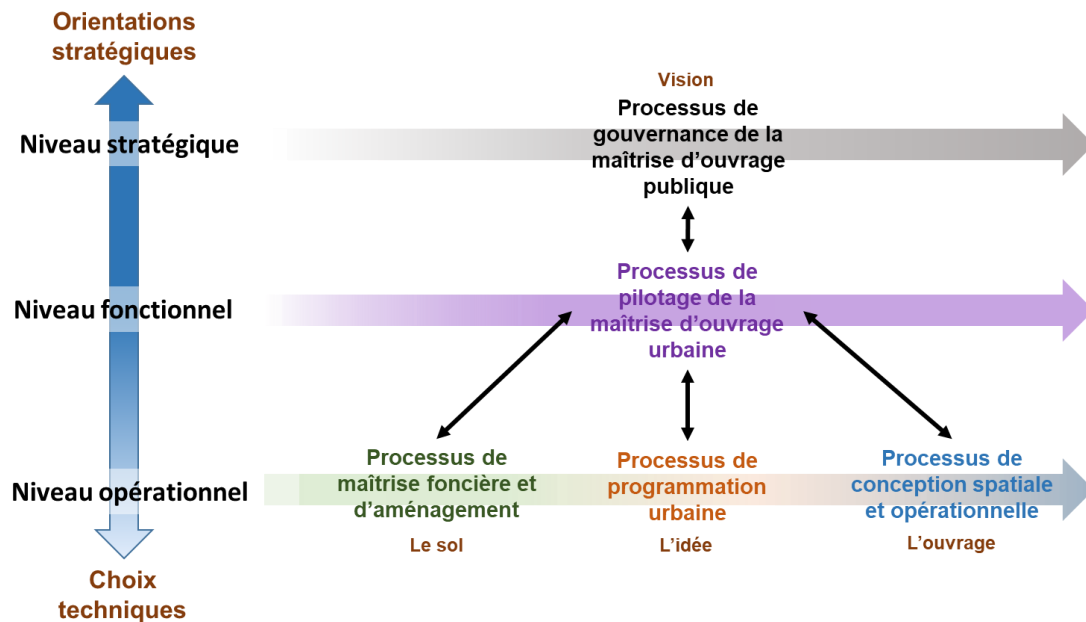 Orientations
stratégiques
Vision
Processus de
gouvernance de la
maîtrise d'ouvrage
publique
Niveau stratégique
Processus de
pilotage de la
maîtrise d’ouvrage
urbaine
Niveau fonctionnel
Processus de
maîtrise foncière et
d’aménagement
Processus de
programmation
urbaine
Processus de
conception spatiale
et opérationnelle
Niveau opérationnel
Le sol
L’idée
L’ouvrage
Choix
techniques